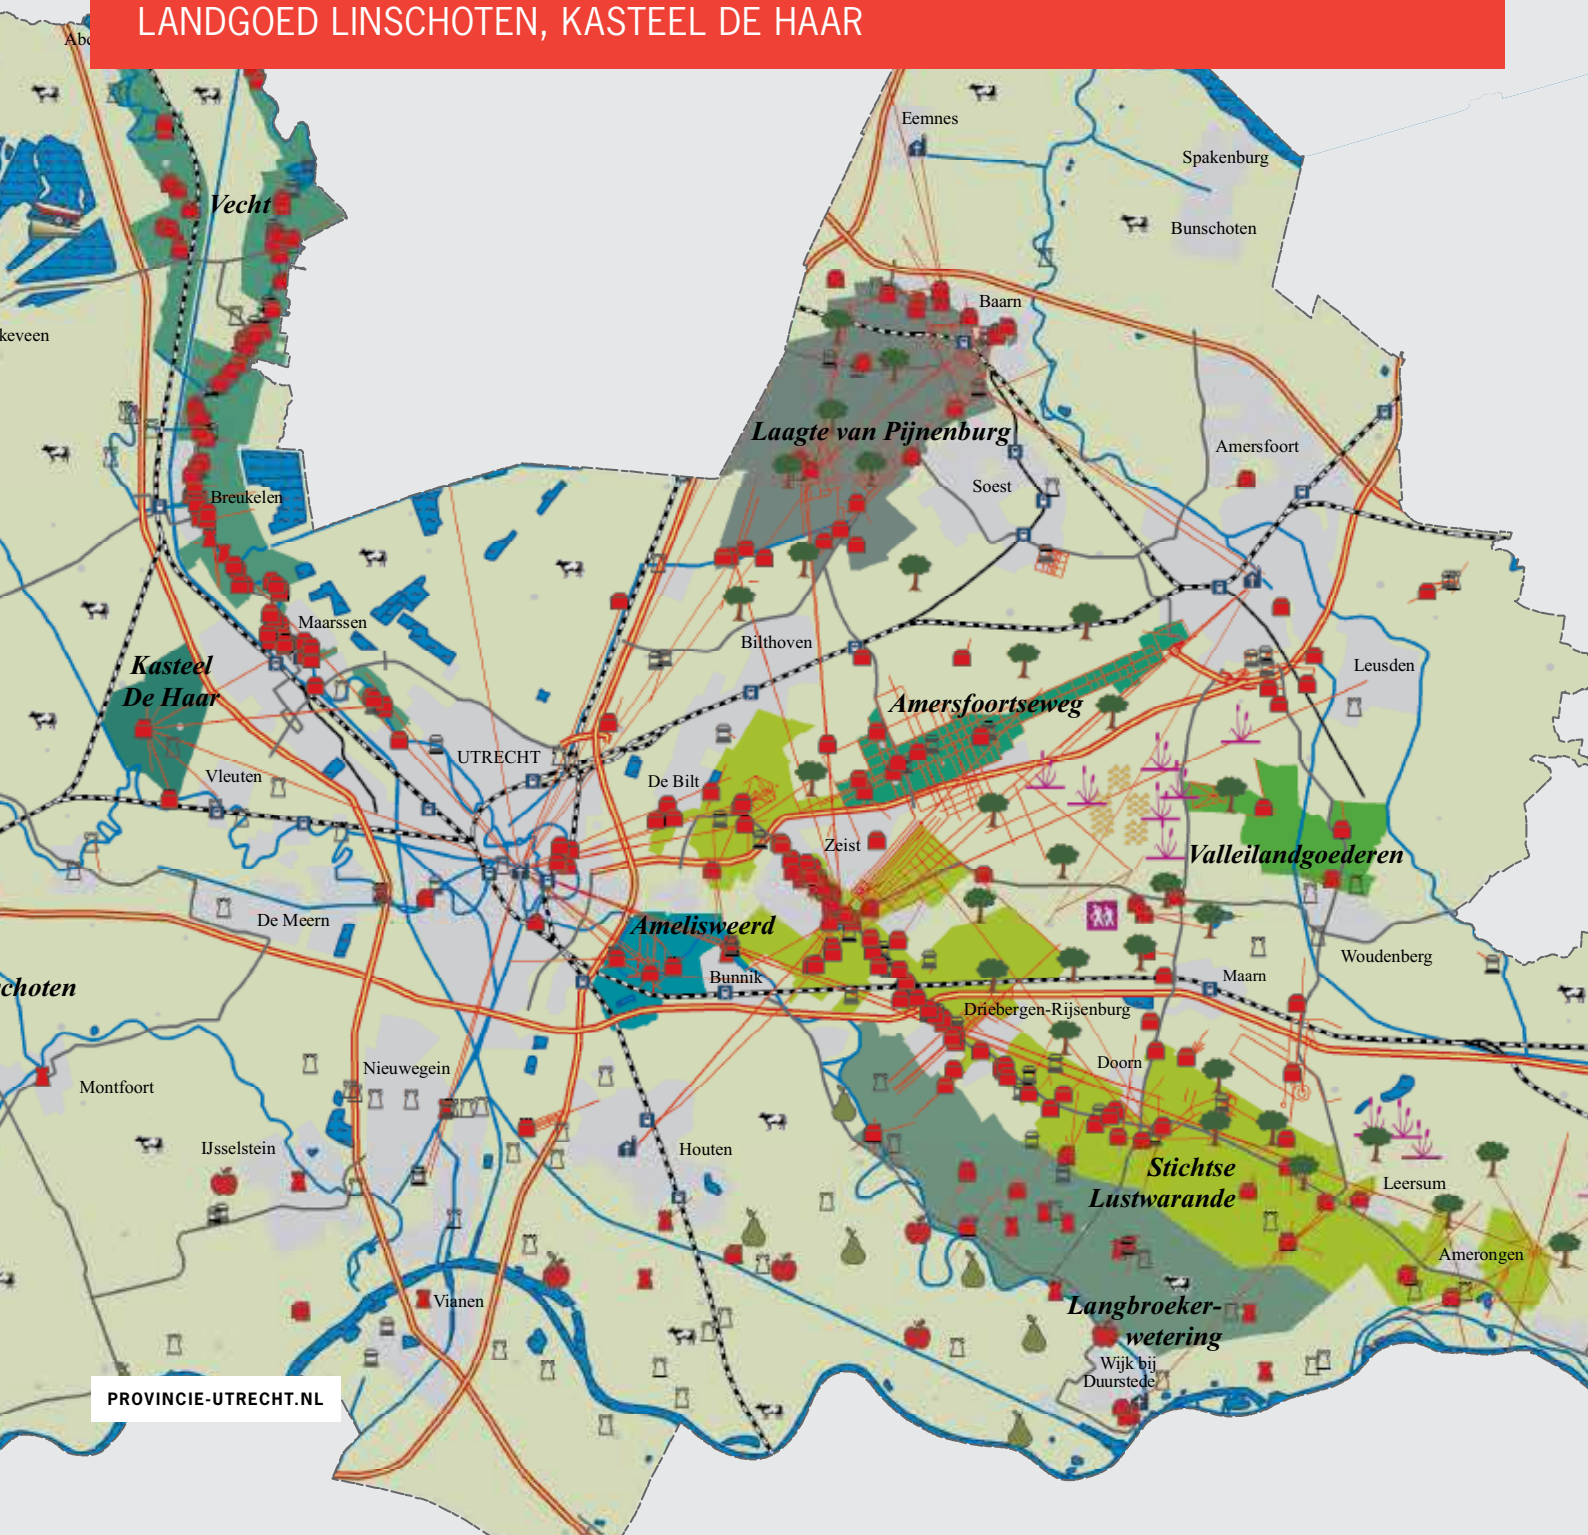 LANDGOED LINSCHOTEN, KASTEEL DE HAAR
Eemnes
Spakenburg
Vecht
Bunschoten
Baarn
keveen
Laagte van Pijnenburg
Amersfoort
Soest
Breukelen
Maarssen
Bilthoven
Kasteel
De Haar
Leusden
Amersfoortseweg
UTRECHT
Vleuten
De Bilt
Zeist
Valleilandgoederen
De Meern
Amelisweerd
Woudenberg
Bunnik
Maarn
choten
Driebergen-Rijsenburg
Doorn
Nieuwegein
Montfoort
IJsselstein
Houten
Stichtse
Lustwarande
Leersum
Amerongen
Vianen
Langbroeker-
wetering
Wijk bij
Duurstede
PROVINCIE-UTRECHT.NL